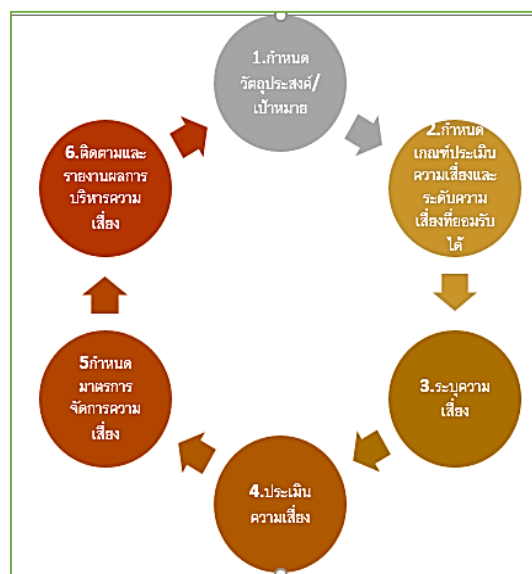 1.กำหนด
วัตถุประสงค์/
เป้าหมาย
2.กำหนด
เกณฑ์ประเมิน
ความเสี่ยงและ
ระดับความ
เสี่ยงที่ยอมรับ
ได้
3.ระบุความ
เสี่ยง
4.ประเมิน
ความเสี่ยง
5กำหนด
มาตรการ
จัดการความ
เสี่ยง
6.ติดตามและ
รายงานผลการ
บริหารความ
เสี่ยง